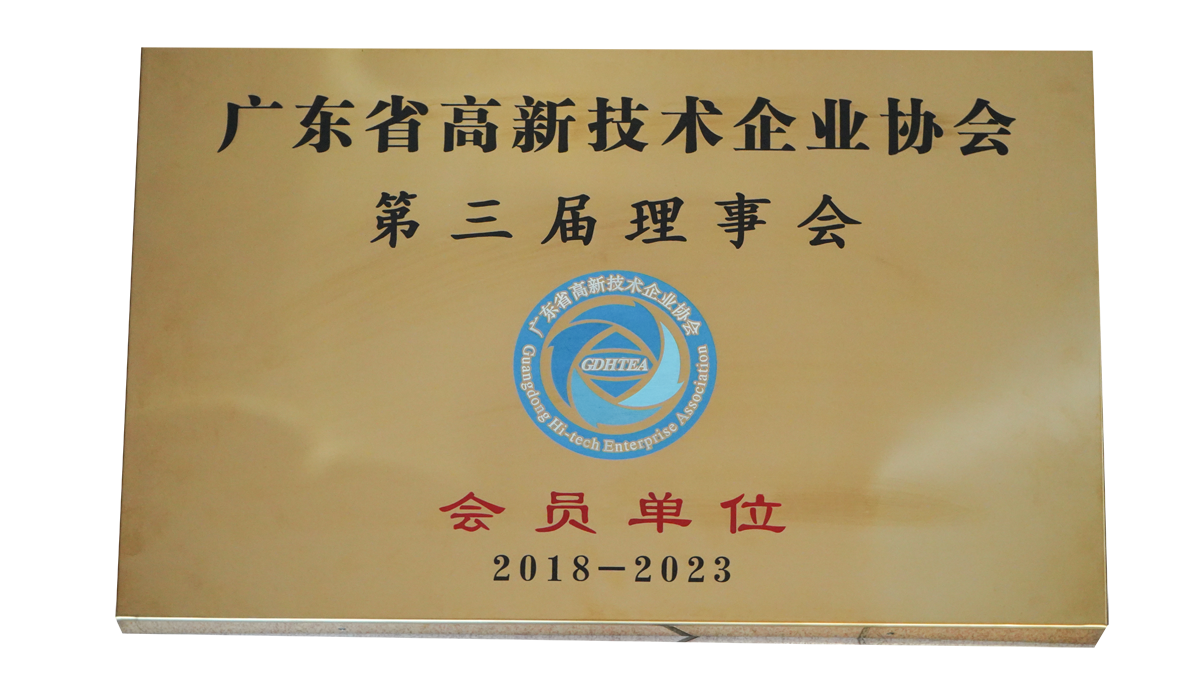 广东省高新技术企业协会
第三届理事会
广东省高新技术企业协会
GDHTEA
Guangdong Hi-tech Enterprise Association
会员单位
2018-2023